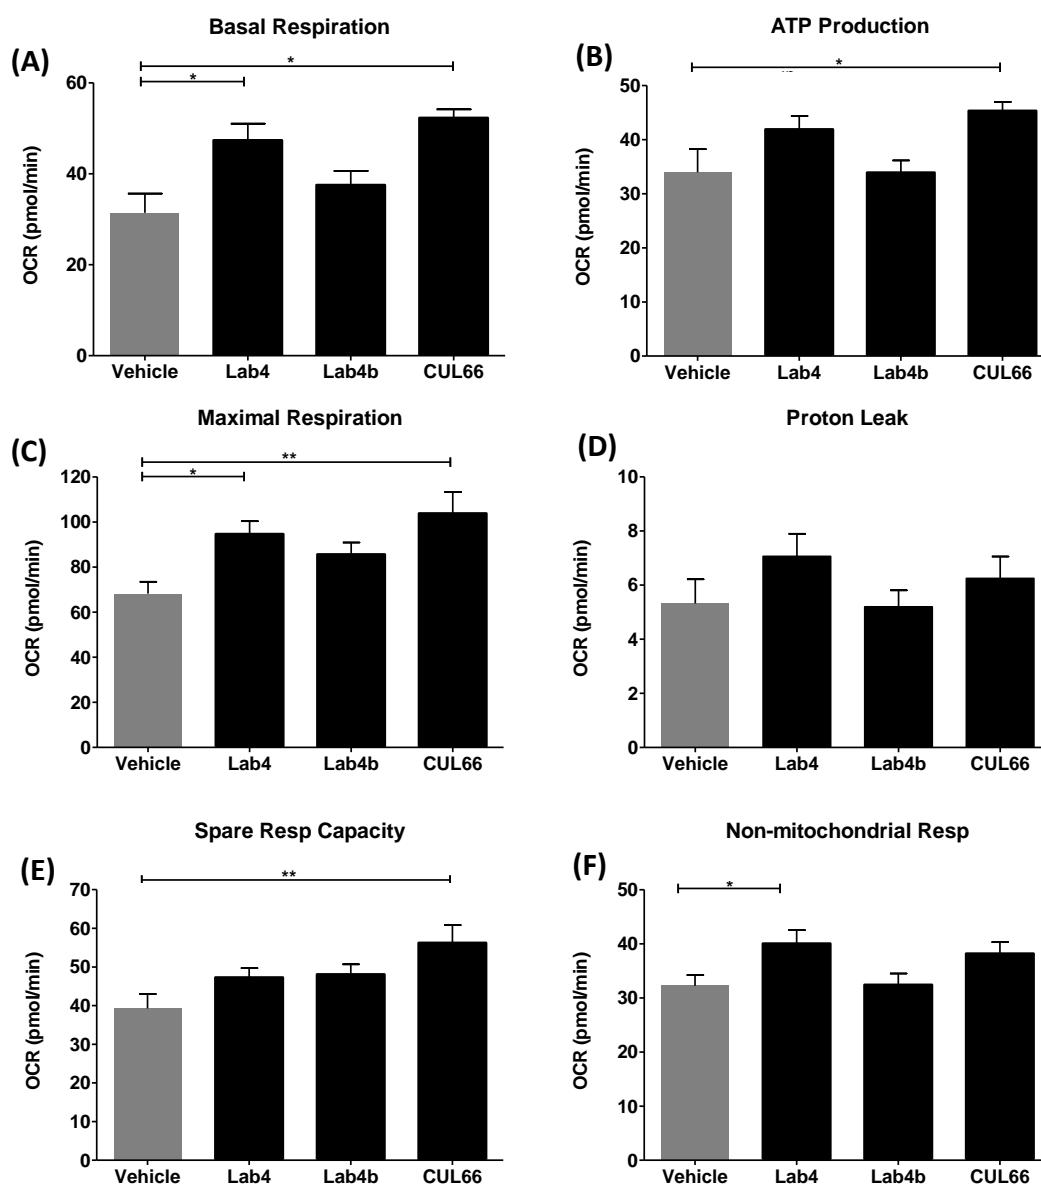 Basal Respiration
(A)
*
*
OCR (pmol/min)
60
40
20
0
Vehicle Lab4 Lab4b CUL66
ATP Production
(B)
*
OCR (pmol/min)
50
40
30
20
10
0
Vehicle Lab4 Lab4b CUL66
Maximal Respiration
(C)
**
*
OCR (pmol/min)
120
100
80
60
40
20
0
Vehicle Lab4 Lab4b CUL66
Proton Leak
(D)
OCR (pmol/min)
10
8
6
4
2
0
Vehicle Lab4 Lab4b CUL66
Spare Resp Capacity
(E)
**
OCR (pmol/min)
70
60
50
40
30
20
10
0
Vehicle Lab4 Lab4b CUL66
Non-mitochondrial Resp
(F)
*
OCR (pmol/min)
50
40
30
20
10
0
Vehicle Lab4 Lab4b CUL66